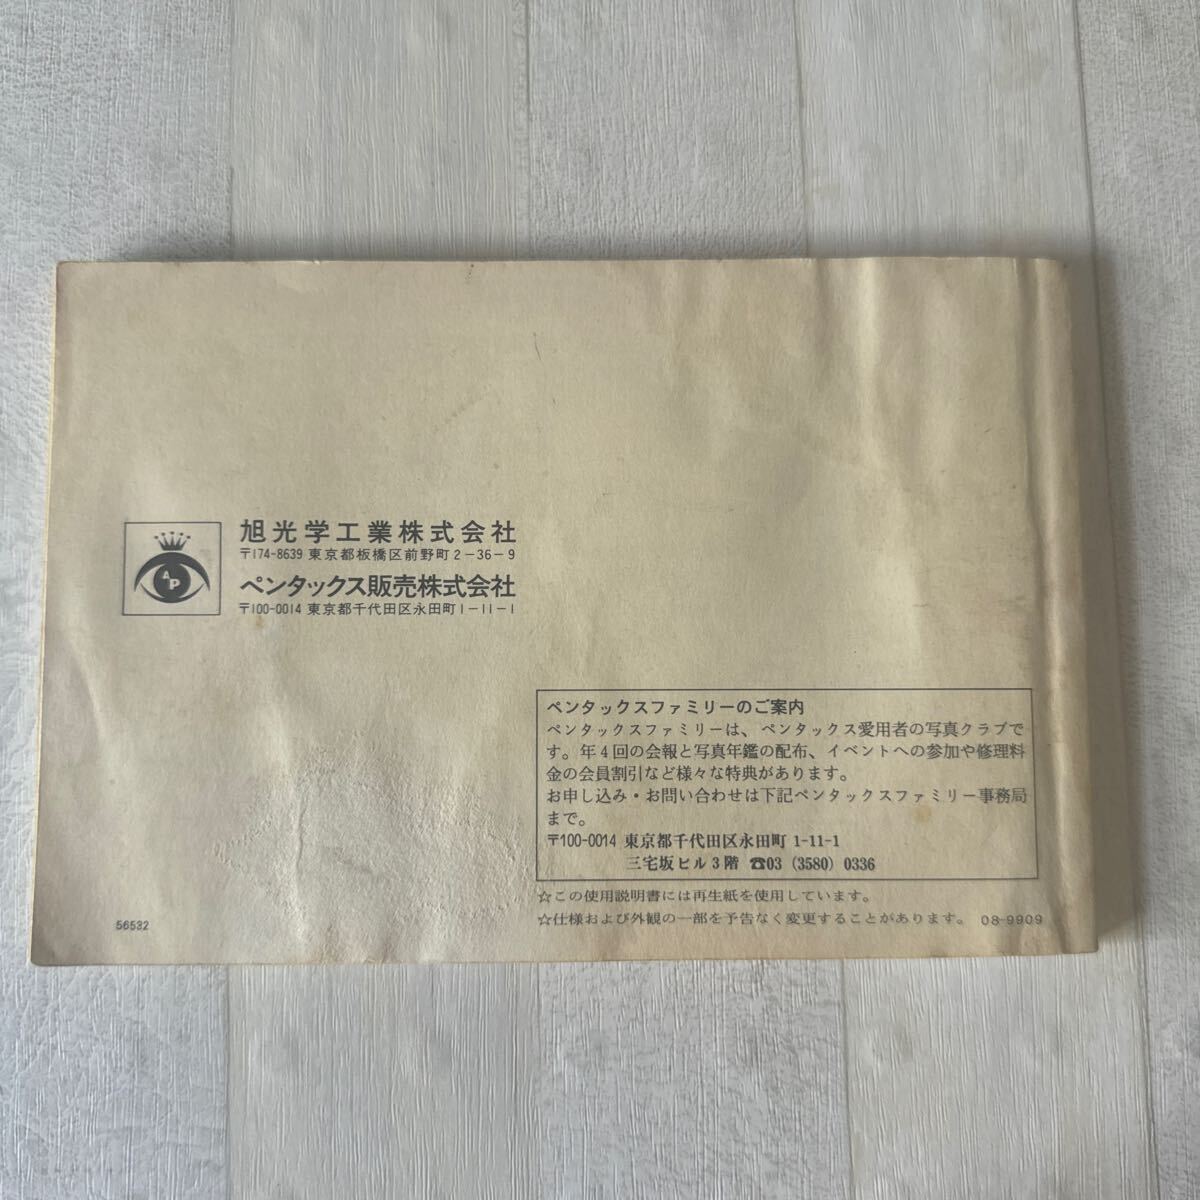 旭光学工業株式会社
〒174-8639 東京都板橋区前野町2-36-9
AP
ペンタックス販売株式会社
〒100-0014 東京都千代田区永田町1-11-1
ペンタックスファミリーのご案内
ペンタックスファミリーは、ペンタックス愛用者の写真クラブで
す。年4回の会報と写真年鑑の配布、イベントへの参加や修理料
金の会員割引など様々な特典があります。
お申し込み・お問い合わせは下記ペンタックスファミリー事務局
まで。
〒100-0014 東京都千代田区永田町 1-11-1
三宅坂ビル3階 ☎03 (3580) 0336
☆この使用説明書には再生紙を使用しています。
☆仕様および外観の一部を予告なく変更することがあります。 08-9909
56532